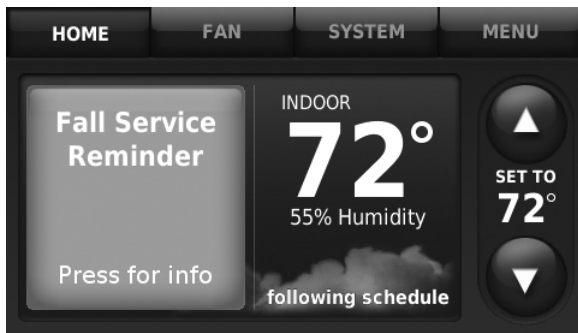 HOME FAN SYSTEM MENU
Fall Service
Reminder
Press for info
INDOOR
72°
55% Humidity
following schedule
SET TO
72°